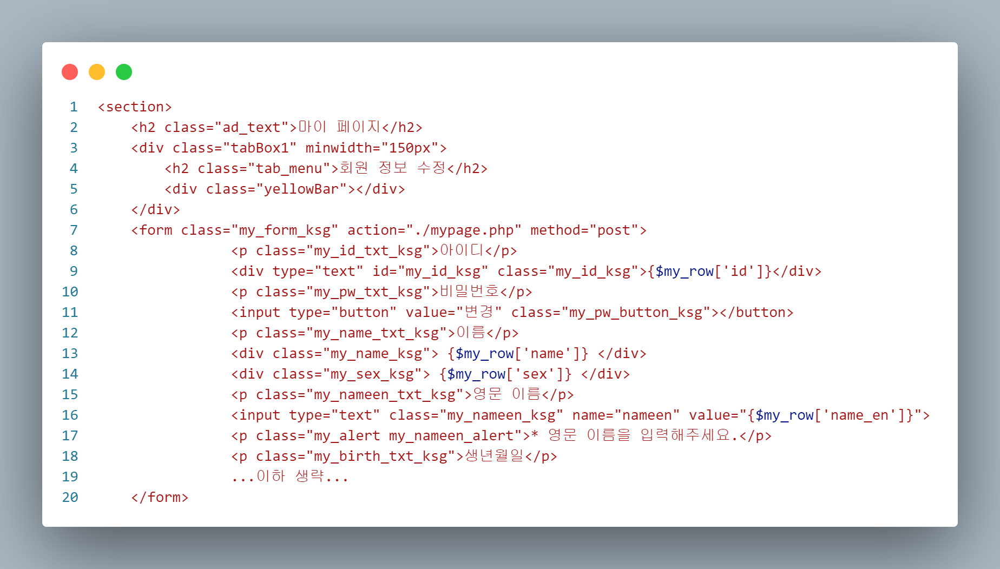 1 <section>
2 <h2 class="ad_text">마이 페이지</h2>
3 <div class="tabBox1" minwidth="150px">
4 <h2 class="tab_menu">회원 정보 수정</h2>
5 <div class="yellowBar"></div>
6 </div>
7 <form class="my_form_ksg" action="./mypage.php" method="post">
8 <p class="my_id_txt_ksg">아이디</p>
9 <div type="text" id="my_id_ksg" class="my_id_ksg">{$my_row['id']}</div>
10 <p class="my_pw_txt_ksg">비밀번호</p>
11 <input type="button" value="변경" class="my_pw_button_ksg"></button>
12 <p class="my_name_txt_ksg">이름</p>
13 <div class="my_name_ksg"> {$my_row['name']} </div>
14 <div class="my_sex_ksg"> {$my_row['sex']} </div>
15 <p class="my_nameen_txt_ksg">영문 이름</p>
16 <input type="text" class="my_nameen_ksg" name="nameen" value="{$my_row['name_en']}">
17 <p class="my_alert my_nameen_alert">* 영문 이름을 입력해주세요.</p>
18 <p class="my_birth_txt_ksg">생년월일</p>
19 ...이하 생략...
20 </form>